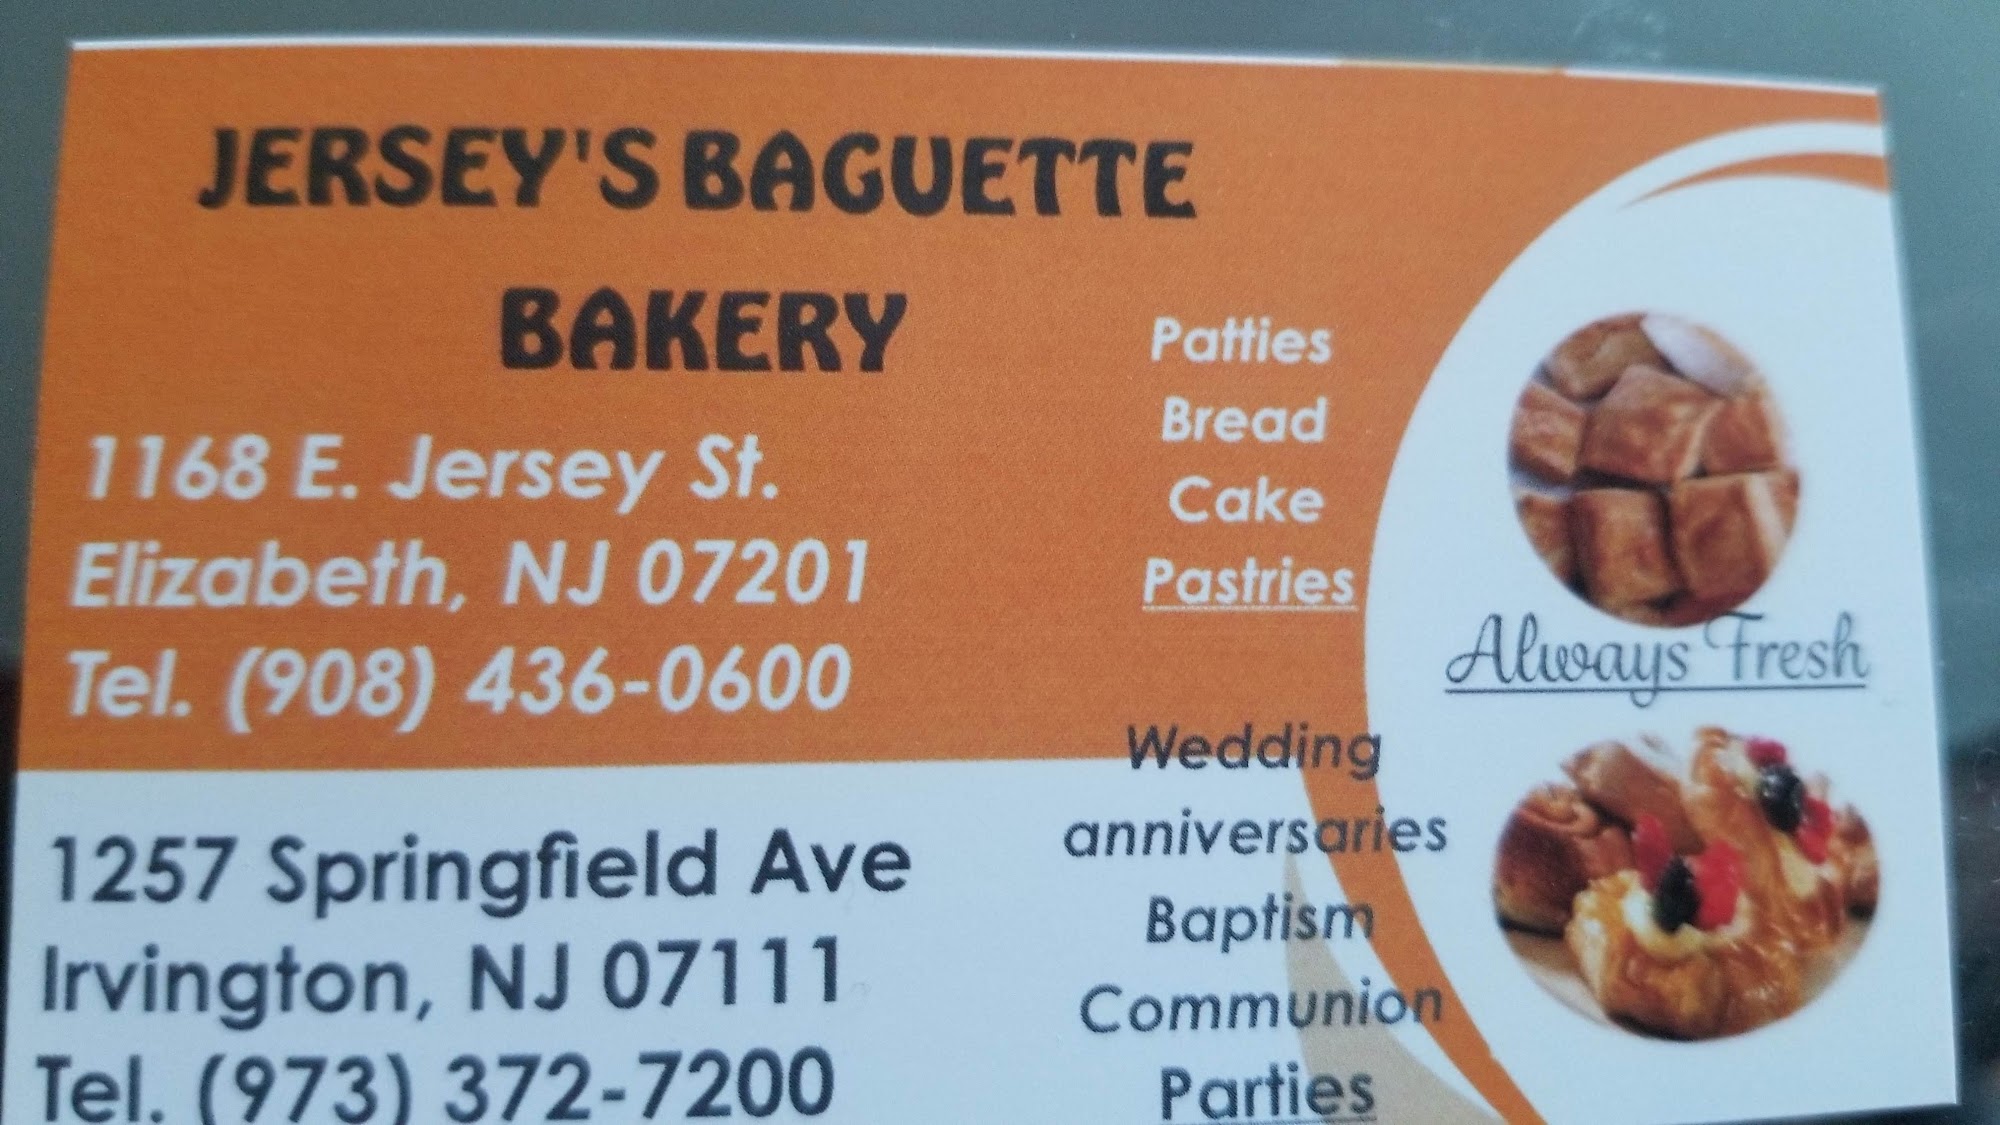 JERSEY'S BAGUETTE
BAKERY
1168 E. Jersey St.
Elizabeth, NJ 07201
Tel. (908) 436-0600
Patties
Bread
Cake
Pastries
Always Fresh
1257 Springfield Ave
Irvington, NJ 07111
Tel. (973) 372-7200
Wedding
anniversaries
Baptism
Communion
Parties